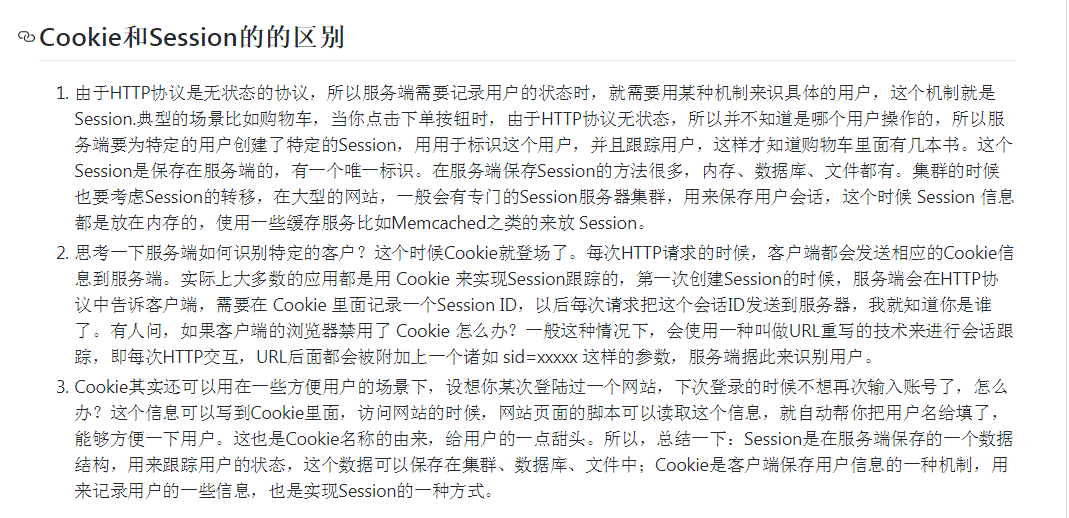 Cookie和Session的的区别
1. 由于HTTP协议是无状态的协议，所以服务端需要记录用户的状态时，就需要用某种机制来识具体的用户，这个机制就是
Session.典型的场景比如购物车，当你点击下单按钮时，由于HTTP协议无状态，所以并不知道是哪个用户操作的，所以服
务端要为特定的用户创建了特定的Session，用用于标识这个用户，并且跟踪用户，这样才知道购物车里面有几本书。这个
Session是保存在服务端的，有一个唯一标识。在服务端保存Session的方法很多，内存、数据库、文件都有。集群的时候
也要考虑Session的转移，在大型的网站，一般会有专门的Session服务器集群，用来保存用户会话，这个时候 Session 信息
都是放在内存的，使用一些缓存服务比如Memcached之类的来放 Session。
2. 思考一下服务端如何识别特定的客户？这个时候Cookie就登场了。每次HTTP请求的时候，客户端都会发送相应的Cookie信
息到服务端。实际上大多数的应用都是用 Cookie 来实现Session跟踪的，第一次创建Session的时候，服务端会在HTTP协
议中告诉客户端，需要在 Cookie 里面记录一个Session ID，以后每次请求把这个会话ID发送到服务器，我就知道你是谁
了。有人问，如果客户端的浏览器禁用了 Cookie 怎么办？一般这种情况下，会使用一种叫做URL重写的技术来进行会话跟
踪，即每次HTTP交互，URL后面都会被附加上一个诸如 sid=xxxxx 这样的参数，服务端据此来识别用户。
3. Cookie其实还可以用在一些方便用户的场景下，设想你某次登陆过一个网站，下次登录的时候不想再次输入账号了，怎么
办？这个信息可以写到Cookie里面，访问网站的时候，网站页面的脚本可以读取这个信息，就自动帮你把用户名给填了，
能够方便一下用户。这也是Cookie名称的由来，给用户的一点甜头。所以，总结一下：Session是在服务端保存的一个数据
结构，用来跟踪用户的状态，这个数据可以保存在集群、数据库、文件中；Cookie是客户端保存用户信息的一种机制，用
来记录用户的一些信息，也是实现Session的一种方式。